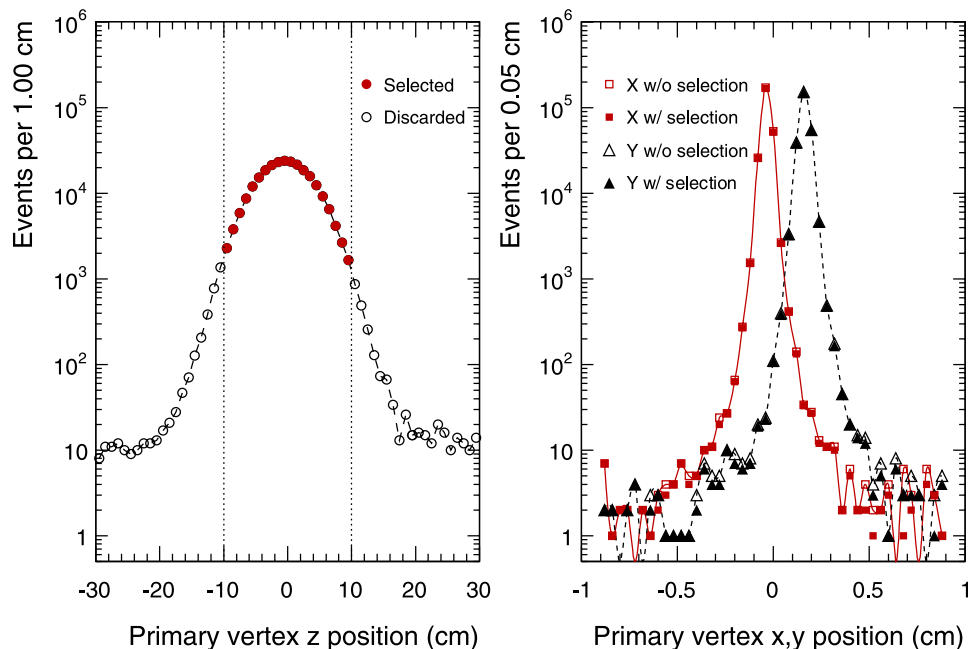 Events per 1.00 cm
10^6
10^5
10^4
10^3
10^2
10
1
Selected
Discarded
-30 -20 -10 0 10 20 30
Primary vertex z position (cm)
Events per 0.05 cm
10^6
10^5
10^4
10^3
10^2
10
1
X w/o selection
X w/ selection
Y w/o selection
Y w/ selection
-1 -0.5 0 0.5 1
Primary vertex x,y position (cm)